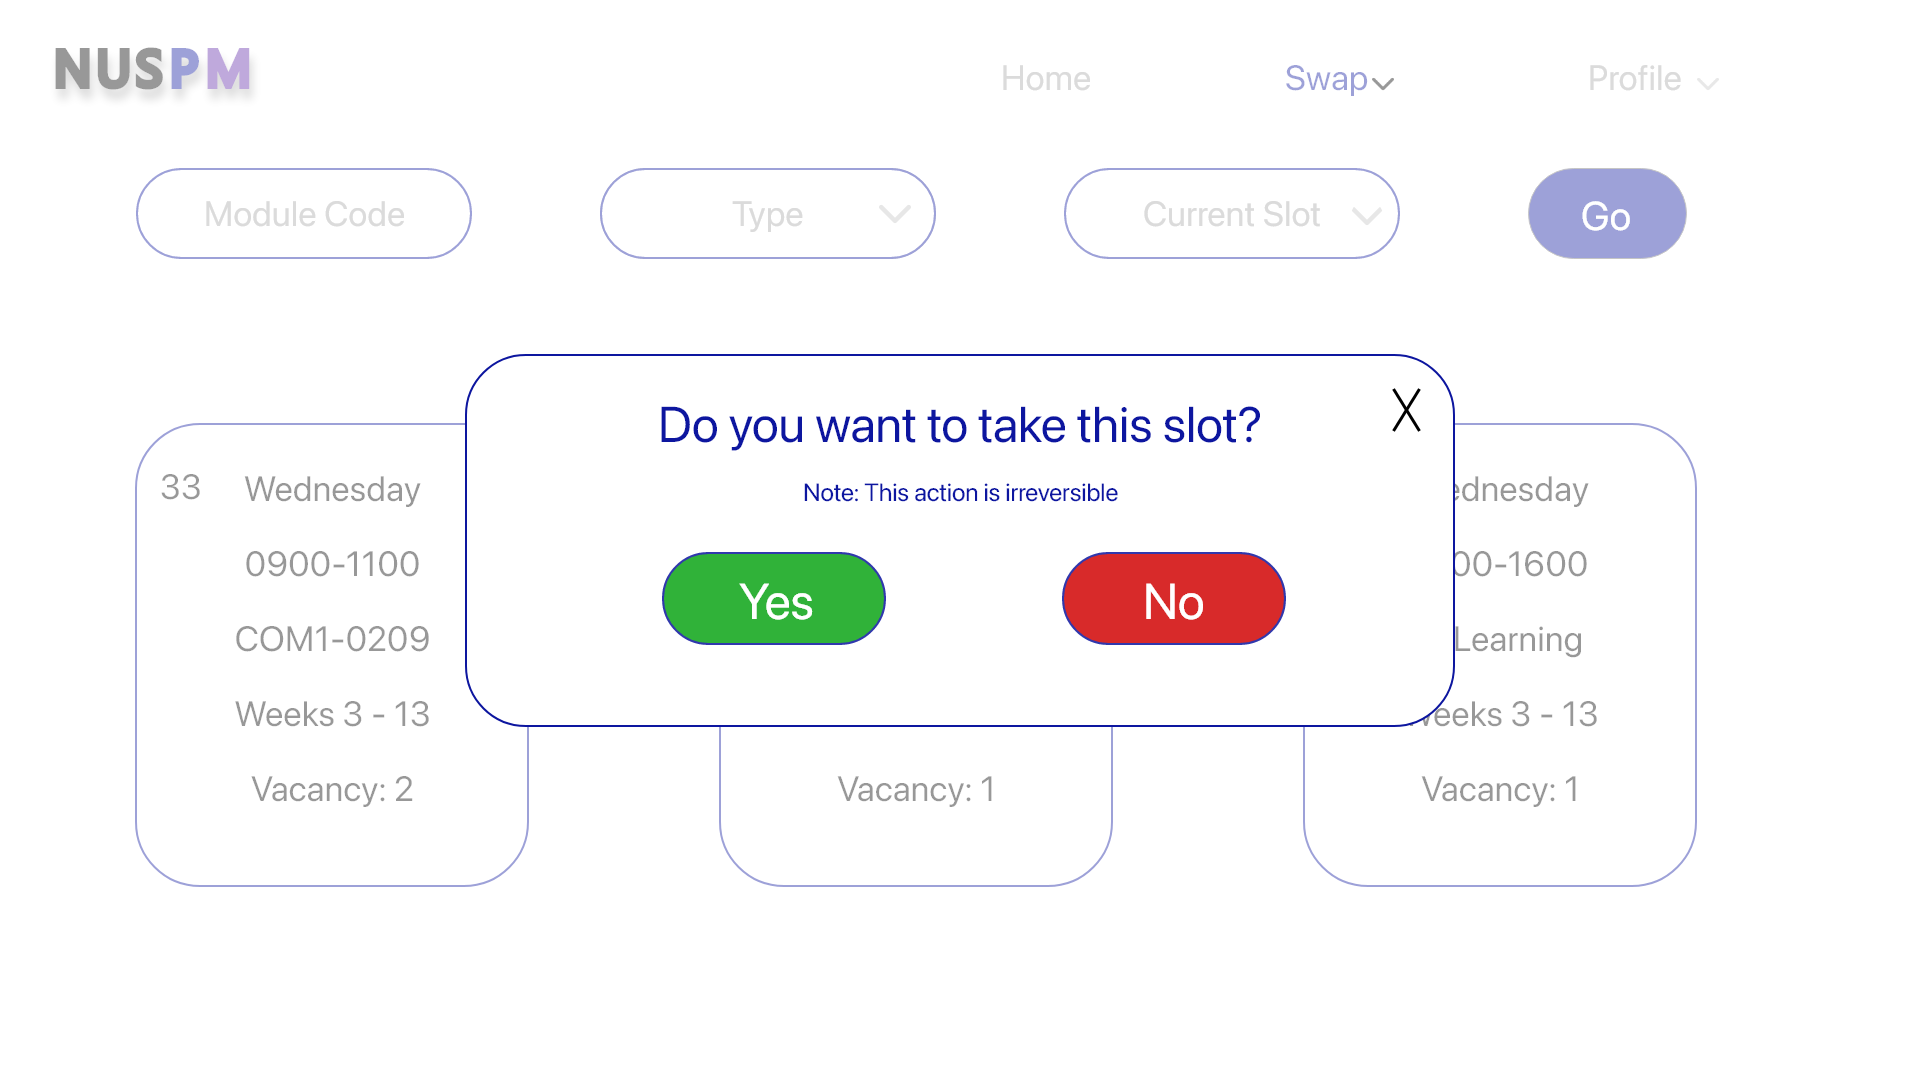 NUSPM
Home
Swap
Profile
Module Code
Type
Current Slot
Go
Do you want to take this slot?
X
Note: This action is irreversible
Yes
No
33
Wednesday
0900-1100
COM1-0209
Weeks 3 - 13
Vacancy: 2
Vacancy: 1
ednesday
00-1600
Learning
eeks 3 - 13
Vacancy: 1